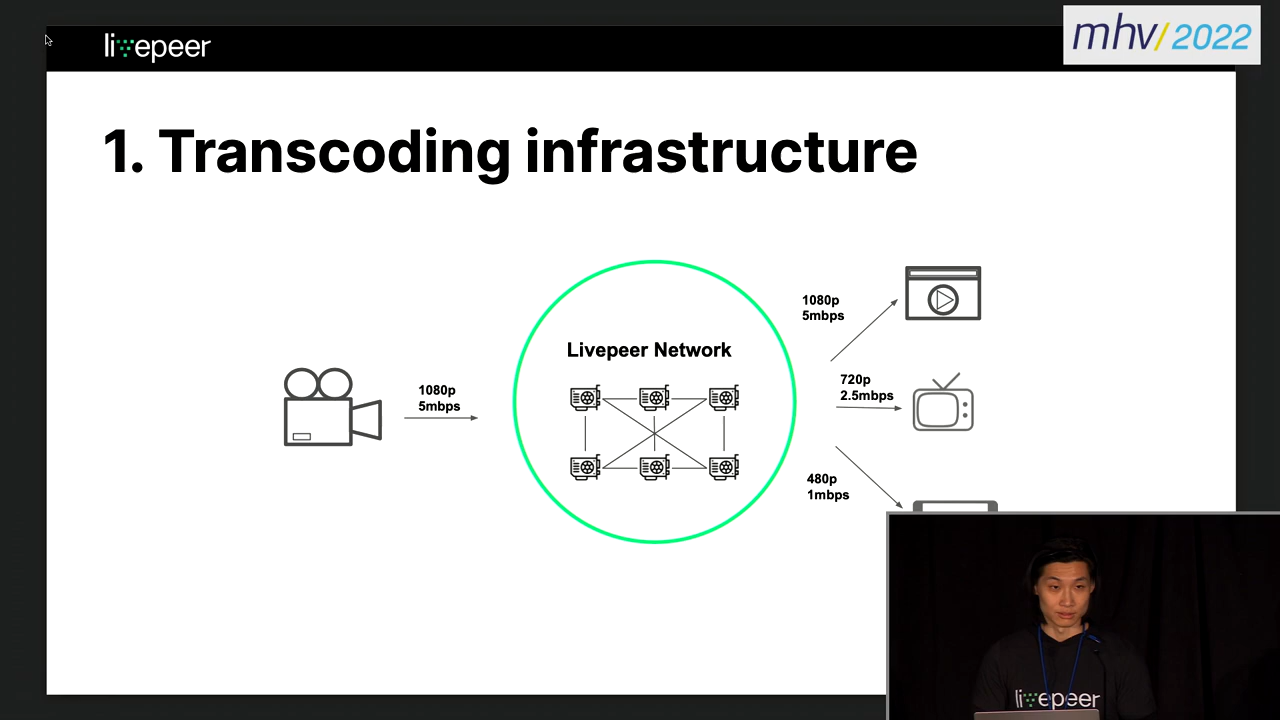 livepeer
mhv/2022
1. Transcoding infrastructure
Livepeer Network
1080p
5mbps
1080p
5mbps
720p
2.5mbps
480p
1mbps
livepeer